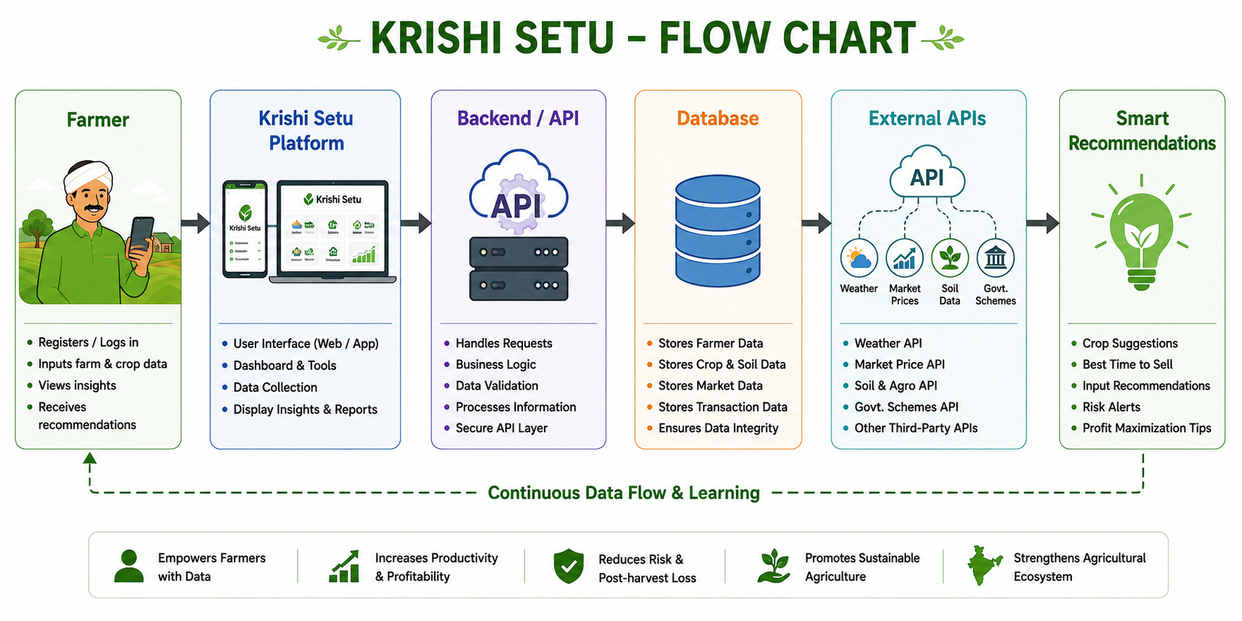 KRISHI SETU – FLOW CHART
Farmer
Registers / Logs in
Inputs farm & crop data
Views insights
Receives
recommendations
Krishi Setu
Platform
Krishi Setu
Krishi Setu
User Interface (Web / App)
Dashboard & Tools
Data Collection
Display Insights & Reports
Backend / API
API
Handles Requests
Business Logic
Data Validation
Processes Information
Secure API Layer
Database
Stores Farmer Data
Stores Crop & Soil Data
Stores Market Data
Stores Transaction Data
Ensures Data Integrity
External APIs
API
Weather
Market
Prices
Soil
Data
Govt.
Schemes
Weather API
Market Price API
Soil & Agro API
Govt. Schemes API
Other Third-Party APIs
Smart
Recommendations
Crop Suggestions
Best Time to Sell
Input Recommendations
Risk Alerts
Profit Maximization Tips
Continuous Data Flow & Learning
Empowers Farmers
with Data
Increases Productivity
& Profitability
Reduces Risk &
Post-harvest Loss
Promotes Sustainable
Agriculture
Strengthens Agricultural
Ecosystem